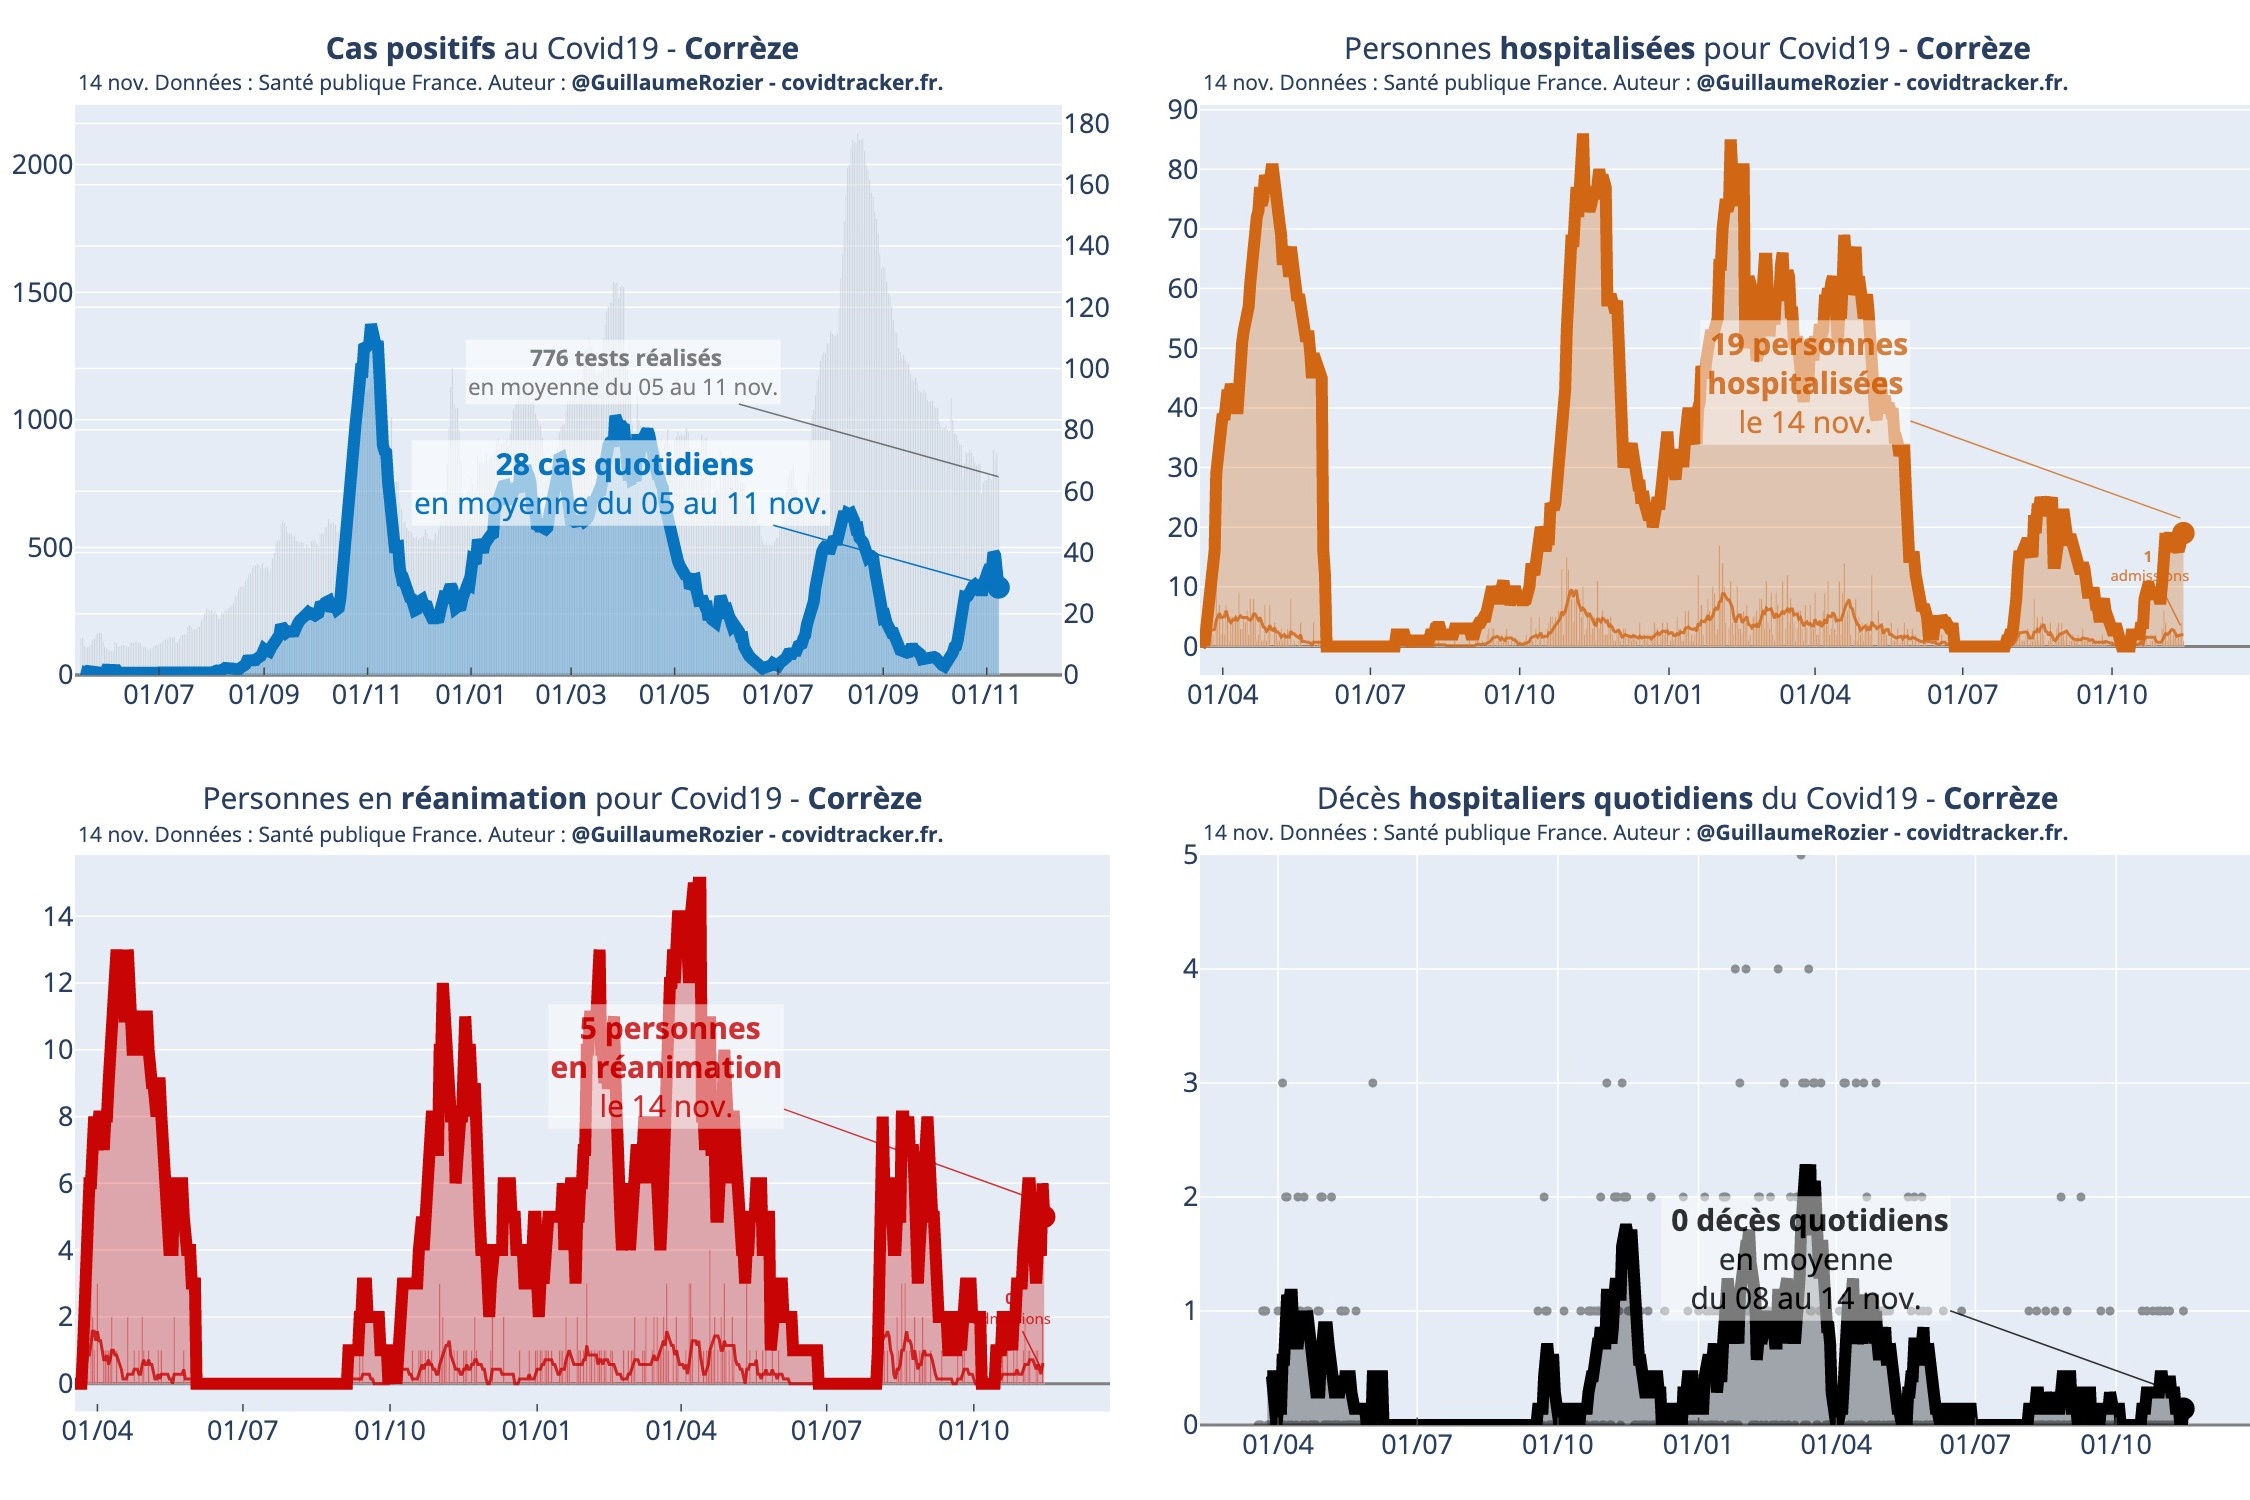 Cas positifs au Covid19 - Corrèze
14 nov. Données : Santé publique France. Auteur : @GuillaumeRozier - covidtracker.fr.
2000
1500
1000
500
0
180
160
140
120
100
80
60
40
20
0
776 tests réalisés
en moyenne du 05 au 11 nov.
28 cas quotidiens
en moyenne du 05 au 11 nov.
01/07 01/09 01/11 01/01 01/03 01/05 01/07 01/09 01/11
Personnes hospitalisées pour Covid19 - Corrèze
14 nov. Données : Santé publique France. Auteur : @GuillaumeRozier - covidtracker.fr.
90
80
70
60
50
40
30
20
10
0
19 personnes
hospitalisées
le 14 nov.
1
admissions
01/04 01/07 01/10 01/01 01/04 01/07 01/10
Personnes en réanimation pour Covid19 - Corrèze
14 nov. Données : Santé publique France. Auteur : @GuillaumeRozier - covidtracker.fr.
14
12
10
8
6
4
2
0
5 personnes
en réanimation
le 14 nov.
01/04 01/07 01/10 01/01 01/04 01/07 01/10
Décès hospitaliers quotidiens du Covid19 - Corrèze
14 nov. Données : Santé publique France. Auteur : @GuillaumeRozier - covidtracker.fr.
5
4
3
2
1
0
0 décès quotidiens
en moyenne
du 08 au 14 nov.
01/04 01/07 01/10 01/01 01/04 01/07 01/10